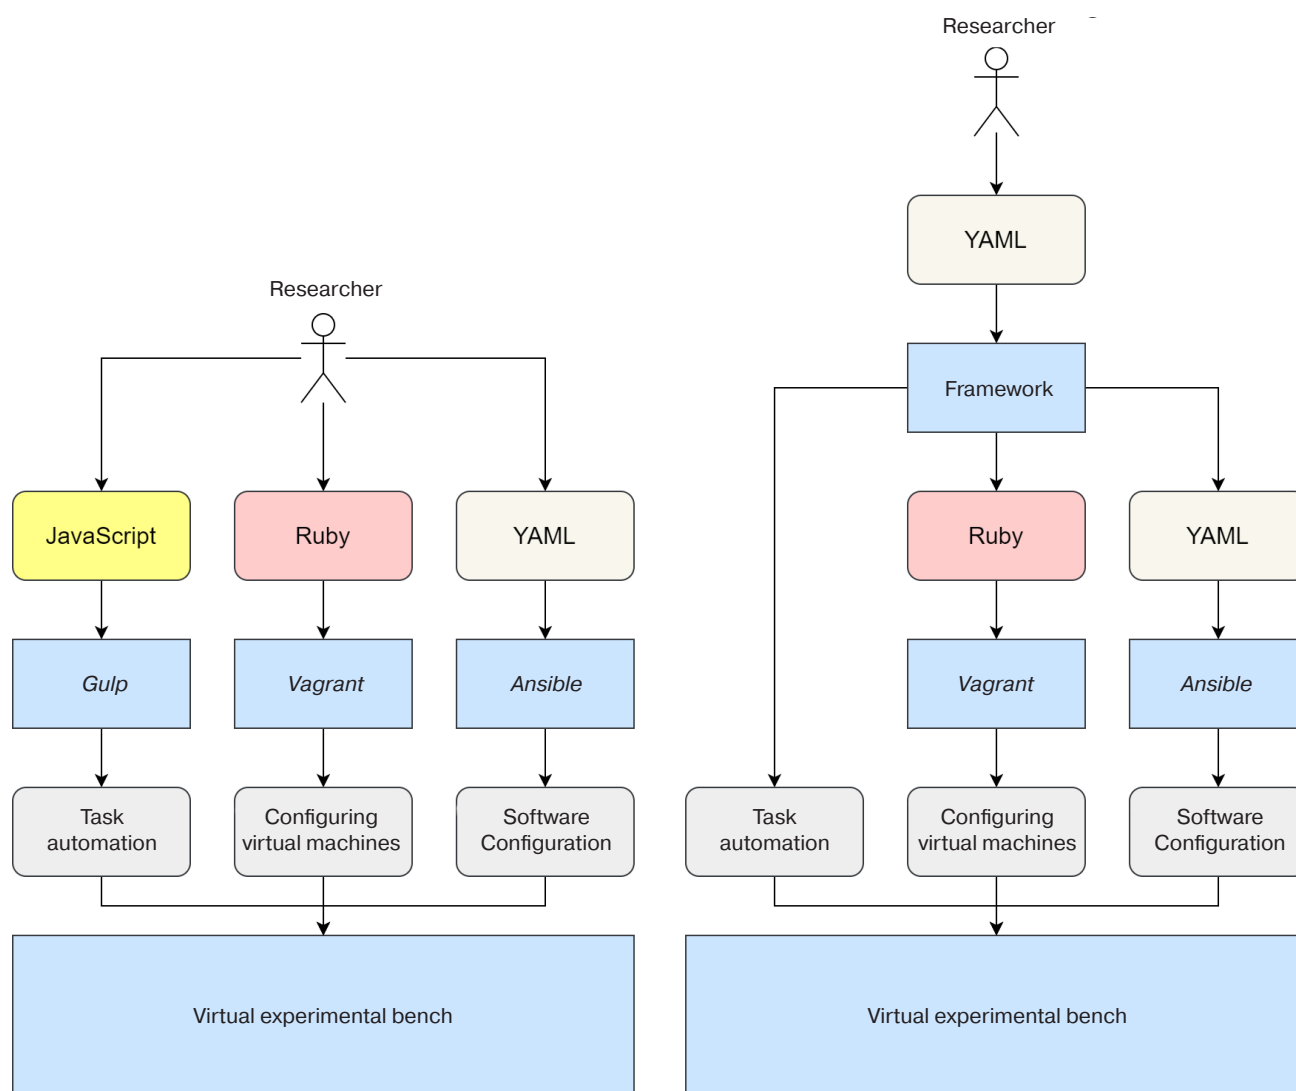 Researcher
JavaScript
Ruby
YAML
Gulp
Vagrant
Ansible
Task
automation
Configuring
virtual machines
Software
Configuration
Virtual experimental bench
Researcher
YAML
Framework
Ruby
YAML
Vagrant
Ansible
Task
automation
Configuring
virtual machines
Software
Configuration
Virtual experimental bench